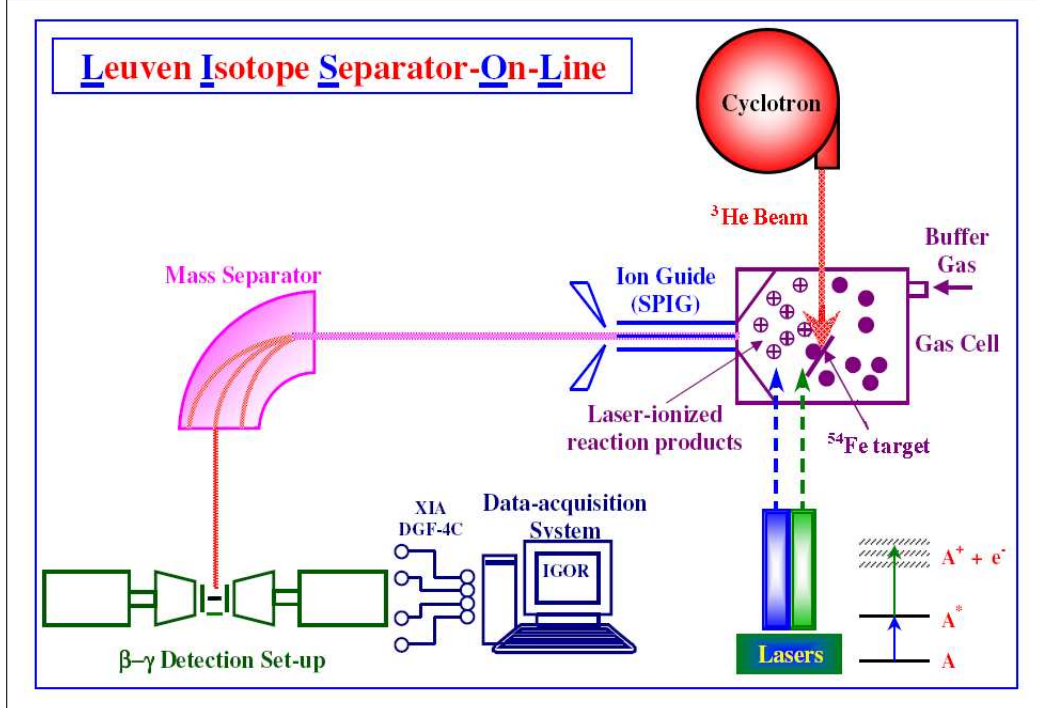 Leuven Isotope Separator-On-Line
Cyclotron
³He Beam
Buffer
Gas
Mass Separator
Ion Guide
(SPIG)
Gas Cell
Laser-ionized
reaction products
⁵⁴Fe target
XIA
DGF-4C
Data-acquisition
System
IGOR
A⁺ + e⁻
A*
A
Lasers
β–γ Detection Set-up